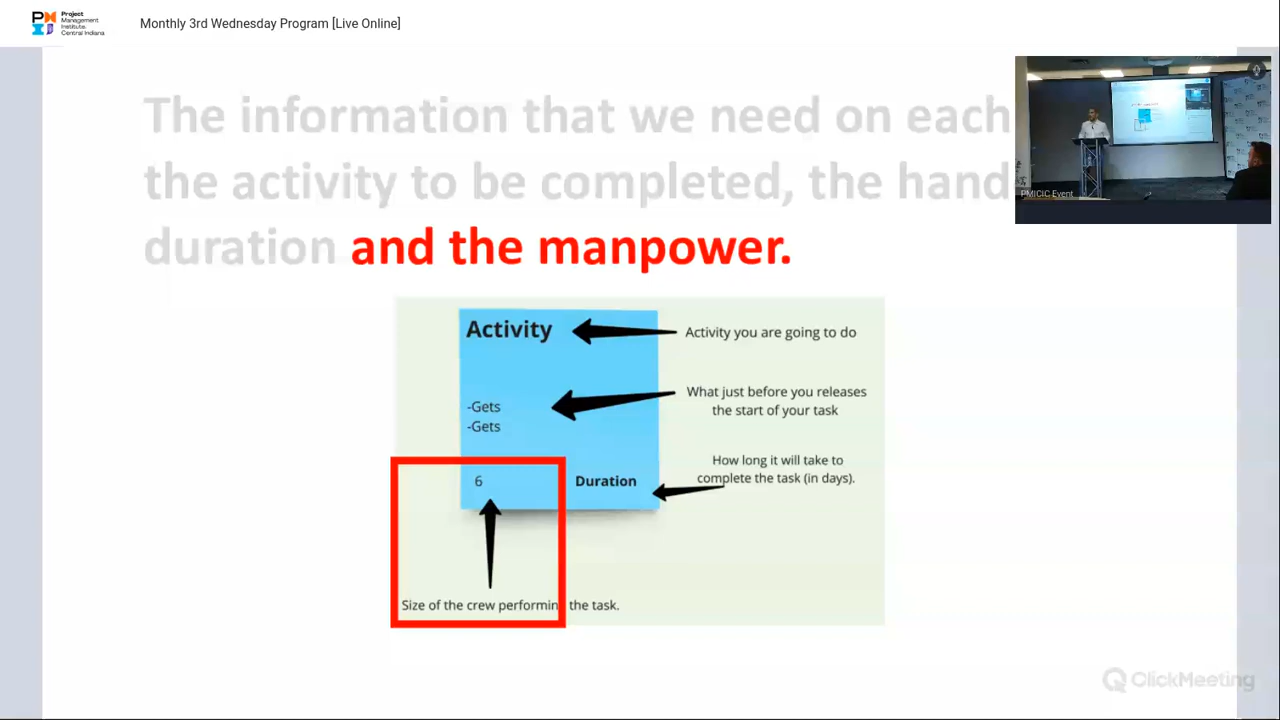 Project
Management
Institute.
Central Indiana
Monthly 3rd Wednesday Program [Live Online]
The information that we need on each
the activity to be completed, the hand
duration and the manpower.
PMICIC Event
Activity
Activity you are going to do
What just before you releases
the start of your task
-Gets
-Gets
How long it will take to
complete the task (in days).
6
Duration
Size of the crew performing the task.
ClickMeeting